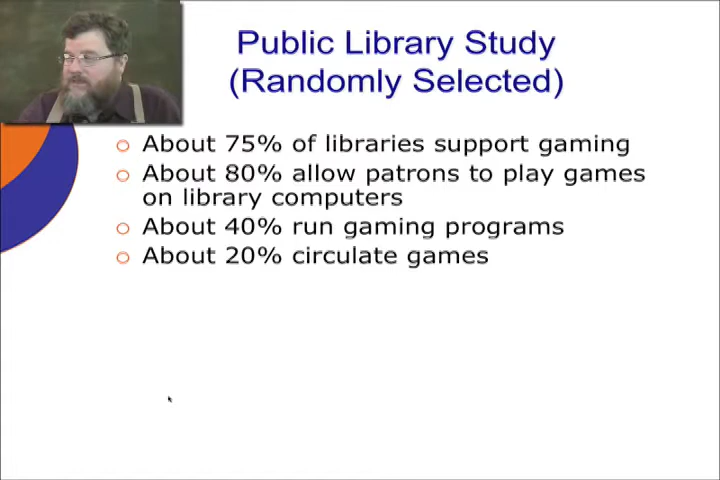 Public Library Study
(Randomly Selected)
About 75% of libraries support gaming
About 80% allow patrons to play games
on library computers
About 40% run gaming programs
About 20% circulate games